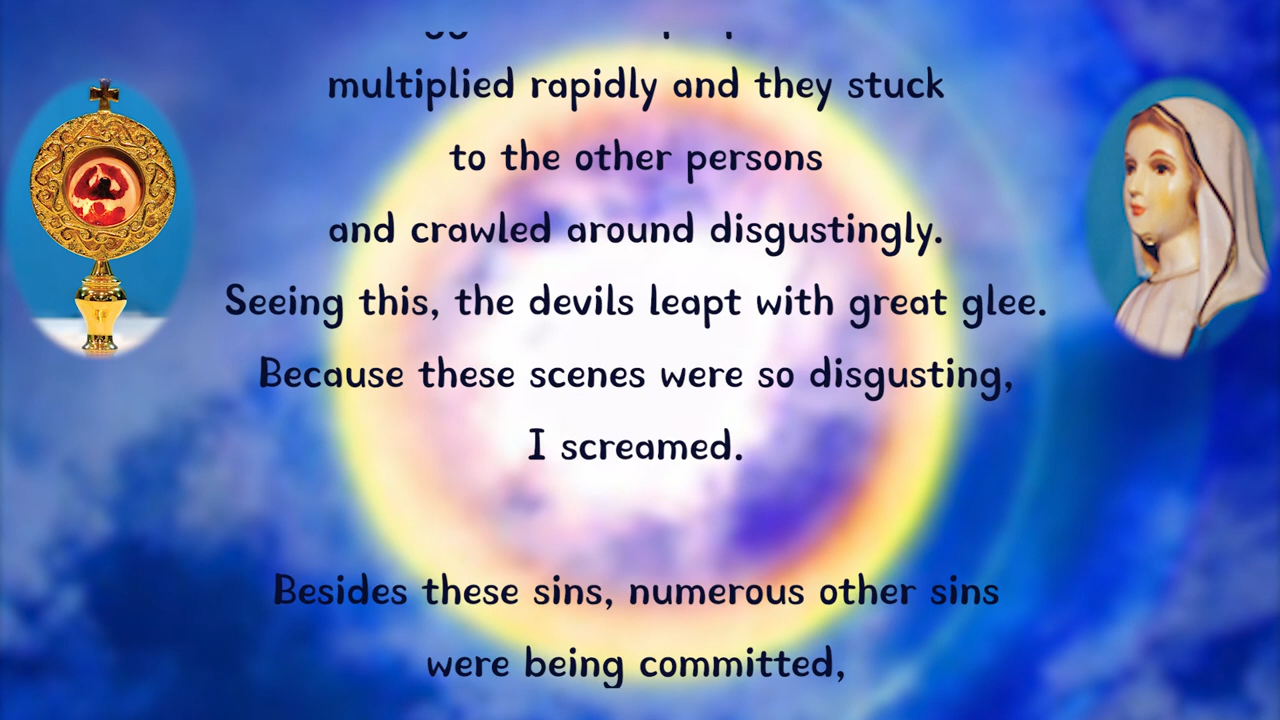 multiplied rapidly and they stuck
to the other persons
and crawled around disgustingly.
Seeing this, the devils leapt with great glee.
Because these scenes were so disgusting,
I screamed.
Besides these sins, numerous other sins
were being committed,